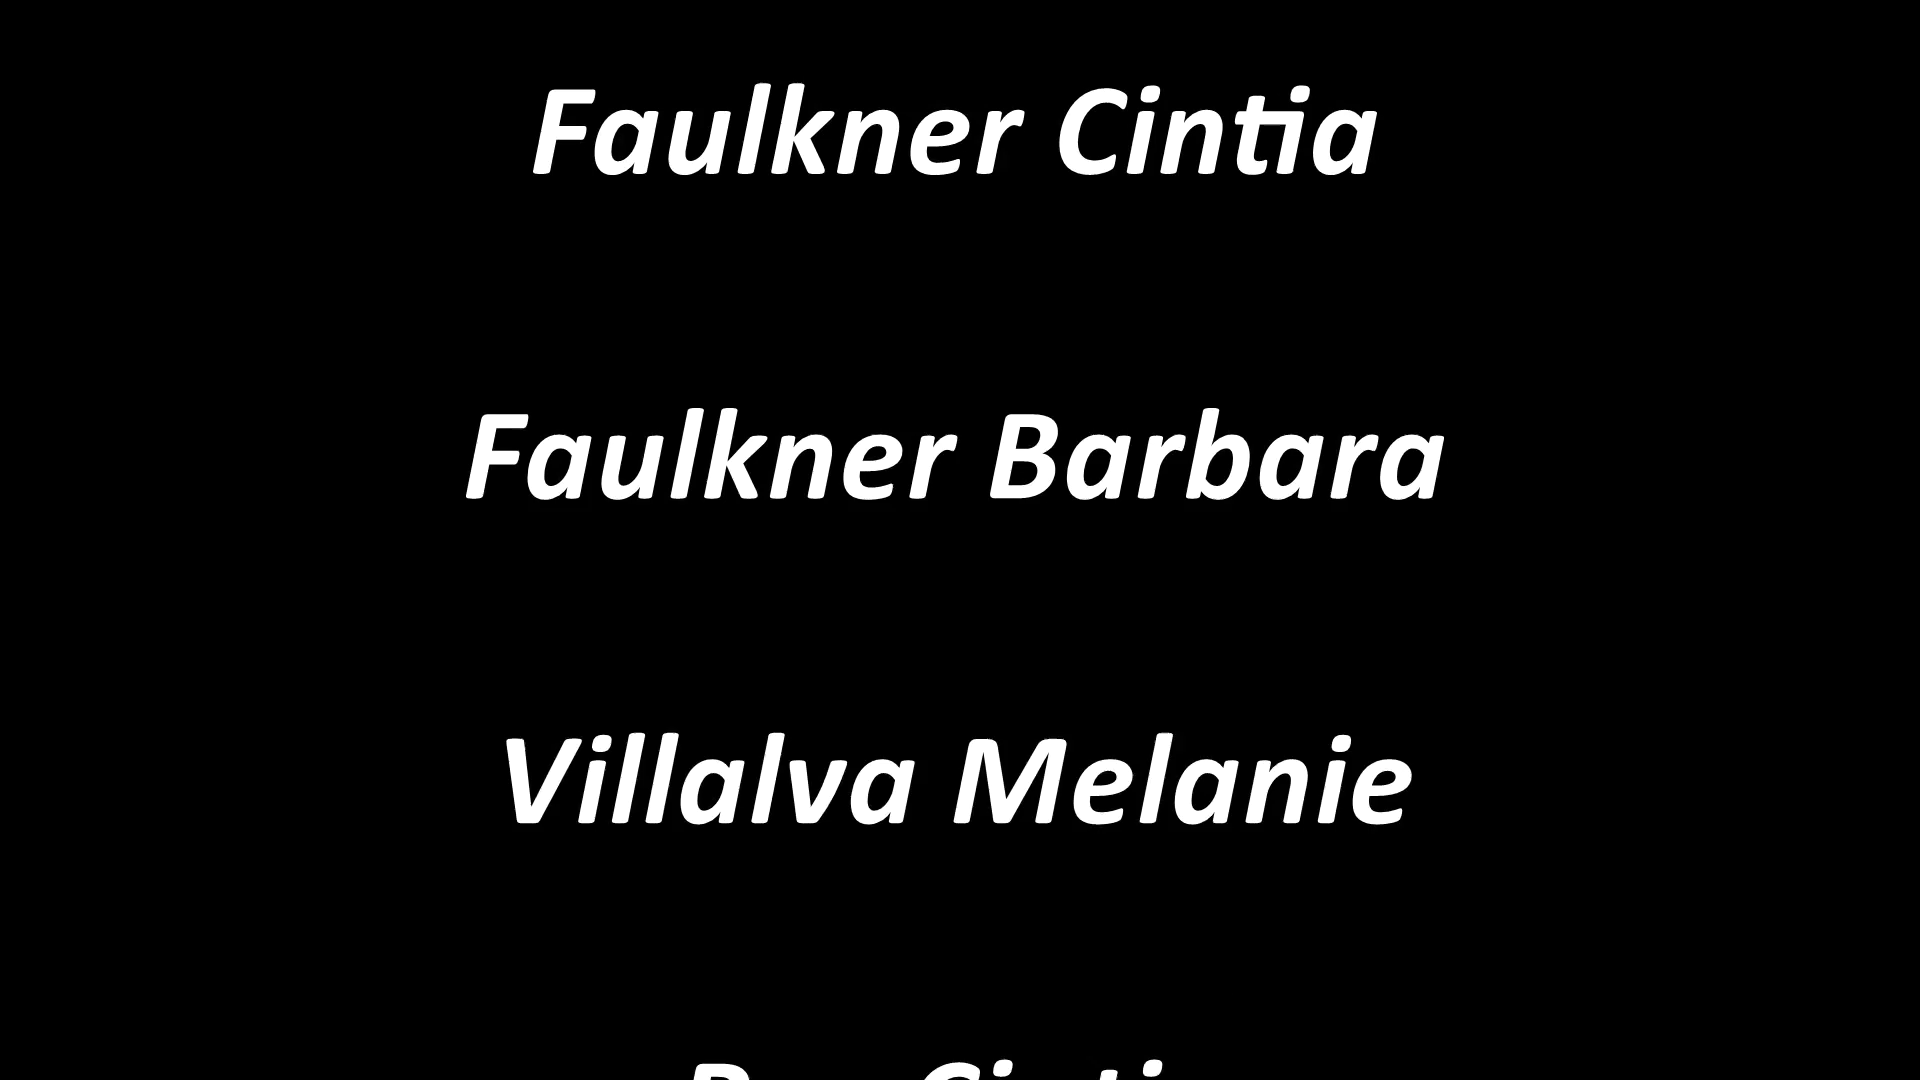 Faulkner Cintia
Faulkner Barbara
Villalva Melanie